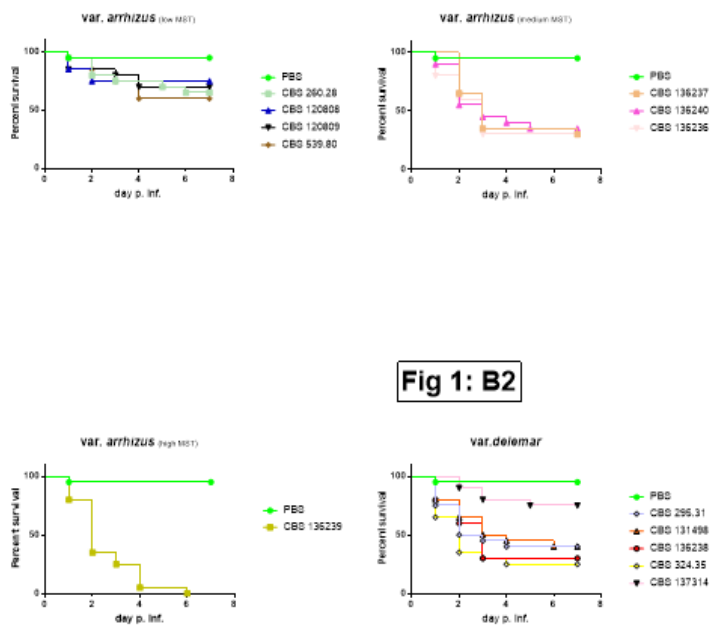 var. arrhizus (low MST)
100
50
0
Percent survival
0 2 4 6 8
day p. inf.
PBS
CBS 260.28
CBS 120808
CBS 120809
CBS 539.80
var. arrhizus (medium MST)
100
50
0
Percent survival
0 2 4 6 8
day p. inf.
PBS
CBS 136237
CBS 136240
CBS 136236
Fig 1: B2
var. arrhizus (high MST)
100
50
0
Percent survival
0 2 4 6 8
day p. inf.
PBS
CBS 136239
var.delemar
100
50
0
Percent survival
0 2 4 6 8
day p. inf.
PBS
CBS 295.31
CBS 131498
CBS 136238
CBS 324.35
CBS 137314